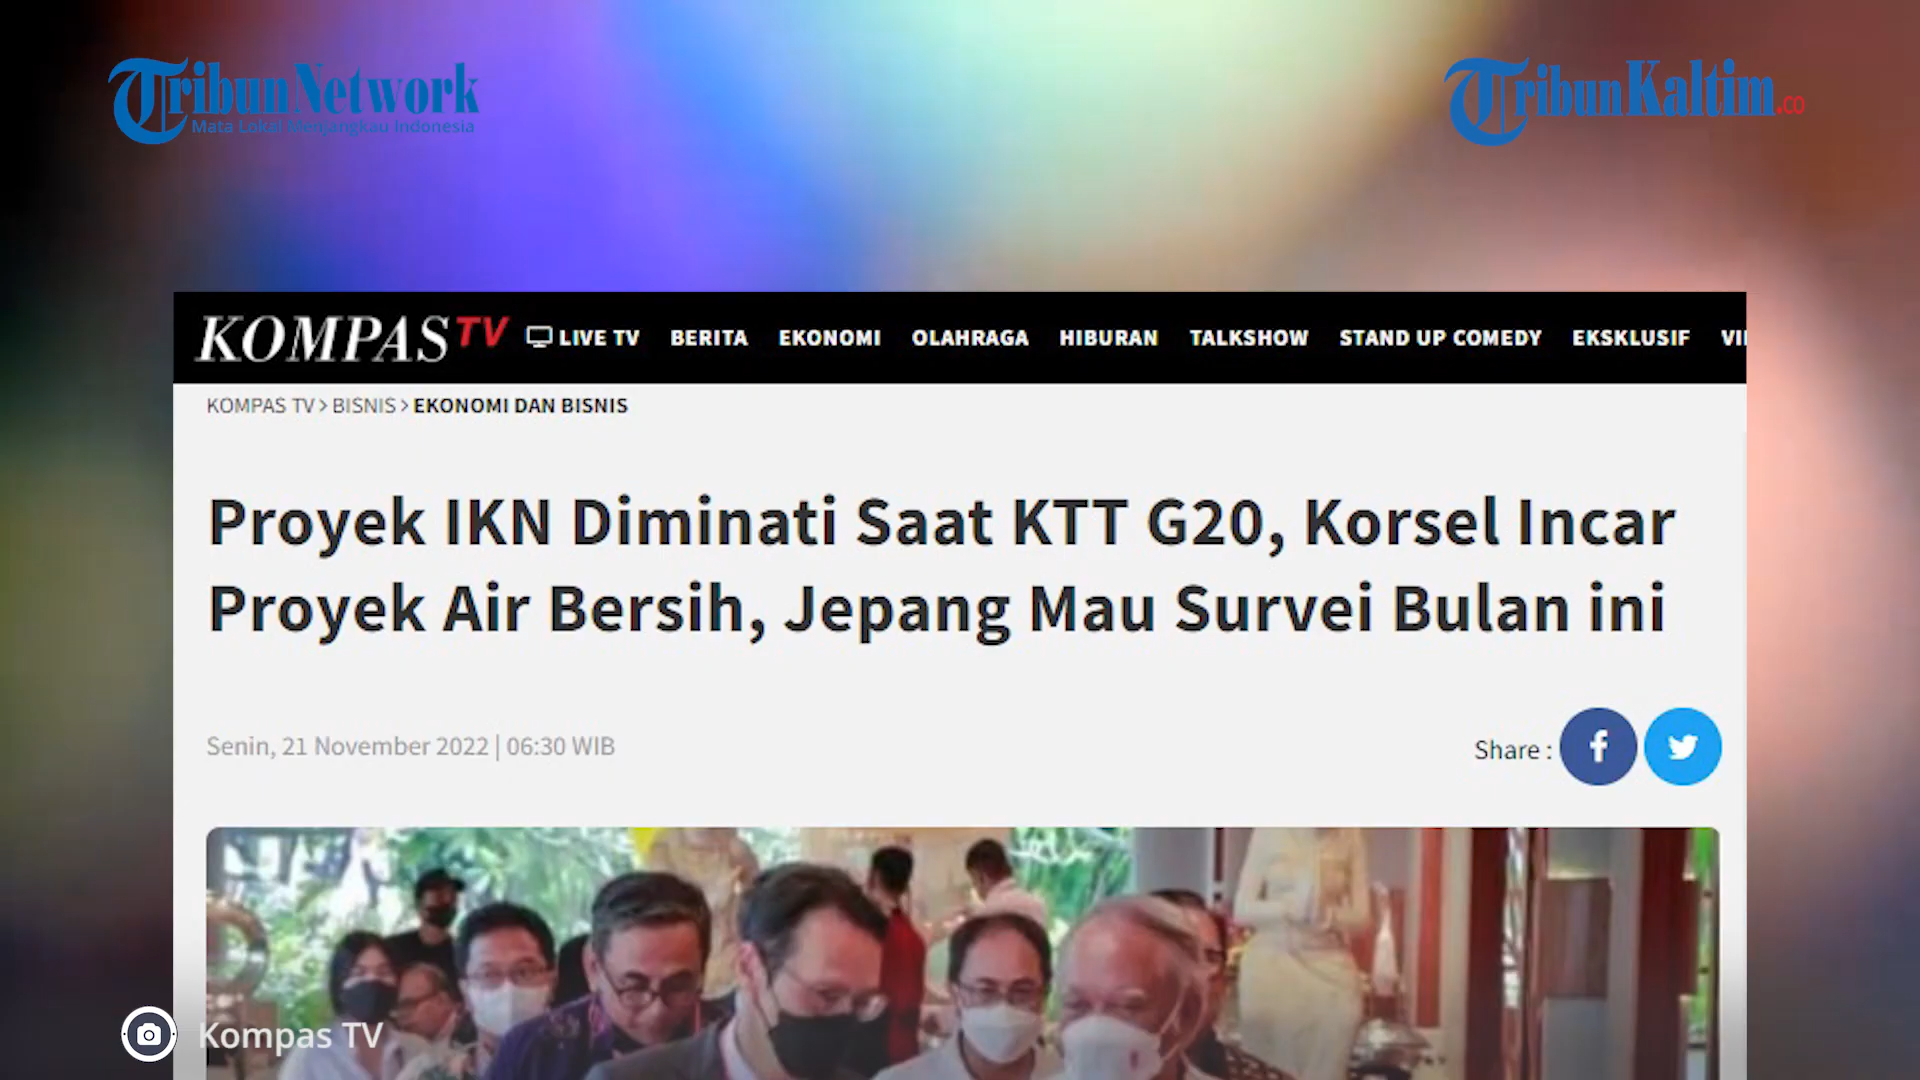 TribunNetwork
Mata Lokal Menjangkau Indonesia
TribunKaltim.co
KOMPAS TV LIVE TV BERITA EKONOMI OLAHRAGA HIBURAN TALKSHOW STAND UP COMEDY EKSKLUSIF VI
KOMPAS TV > BISNIS > EKONOMI DAN BISNIS
Proyek IKN Diminati Saat KTT G20, Korsel Incar
Proyek Air Bersih, Jepang Mau Survei Bulan ini
Senin, 21 November 2022 | 06:30 WIB
Share :
Kompas TV